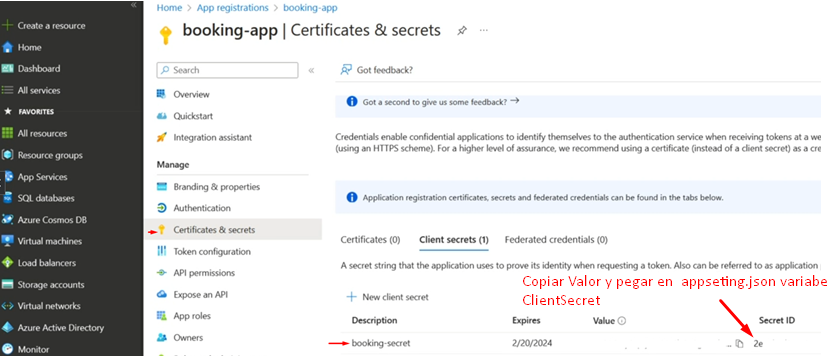 Home > App registrations > booking-app
booking-app | Certificates & secrets
Create a resource
Home
Dashboard
All services
FAVORITES
All resources
Resource groups
App Services
SQL databases
Azure Cosmos DB
Virtual machines
Load balancers
Storage accounts
Virtual networks
Azure Active Directory
Monitor
Search
Overview
Quickstart
Integration assistant
Manage
Branding & properties
Authentication
Certificates & secrets
Token configuration
API permissions
Expose an API
App roles
Owners
Got feedback?
Got a second to give us some feedback?
Credentials enable confidential applications to identify themselves to the authentication service when receiving tokens at a we
(using an HTTPS scheme). For a higher level of assurance, we recommend using a certificate (instead of a client secret) as a cre
Application registration certificates, secrets and federated credentials can be found in the tabs below.
Certificates (0) Client secrets (1) Federated credentials (0)
A secret string that the application uses to prove its identity when requesting a token. Also can be referred to as application
Copiar Valor y pegar en appseting.json variabe
ClientSecret
New client secret
Description Expires Value Secret ID
booking-secret 2/20/2024 2e